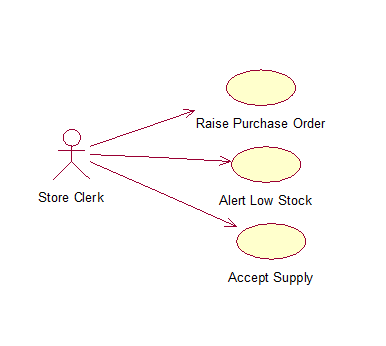 Raise Purchase Order
Store Clerk
Alert Low Stock
Accept Supply